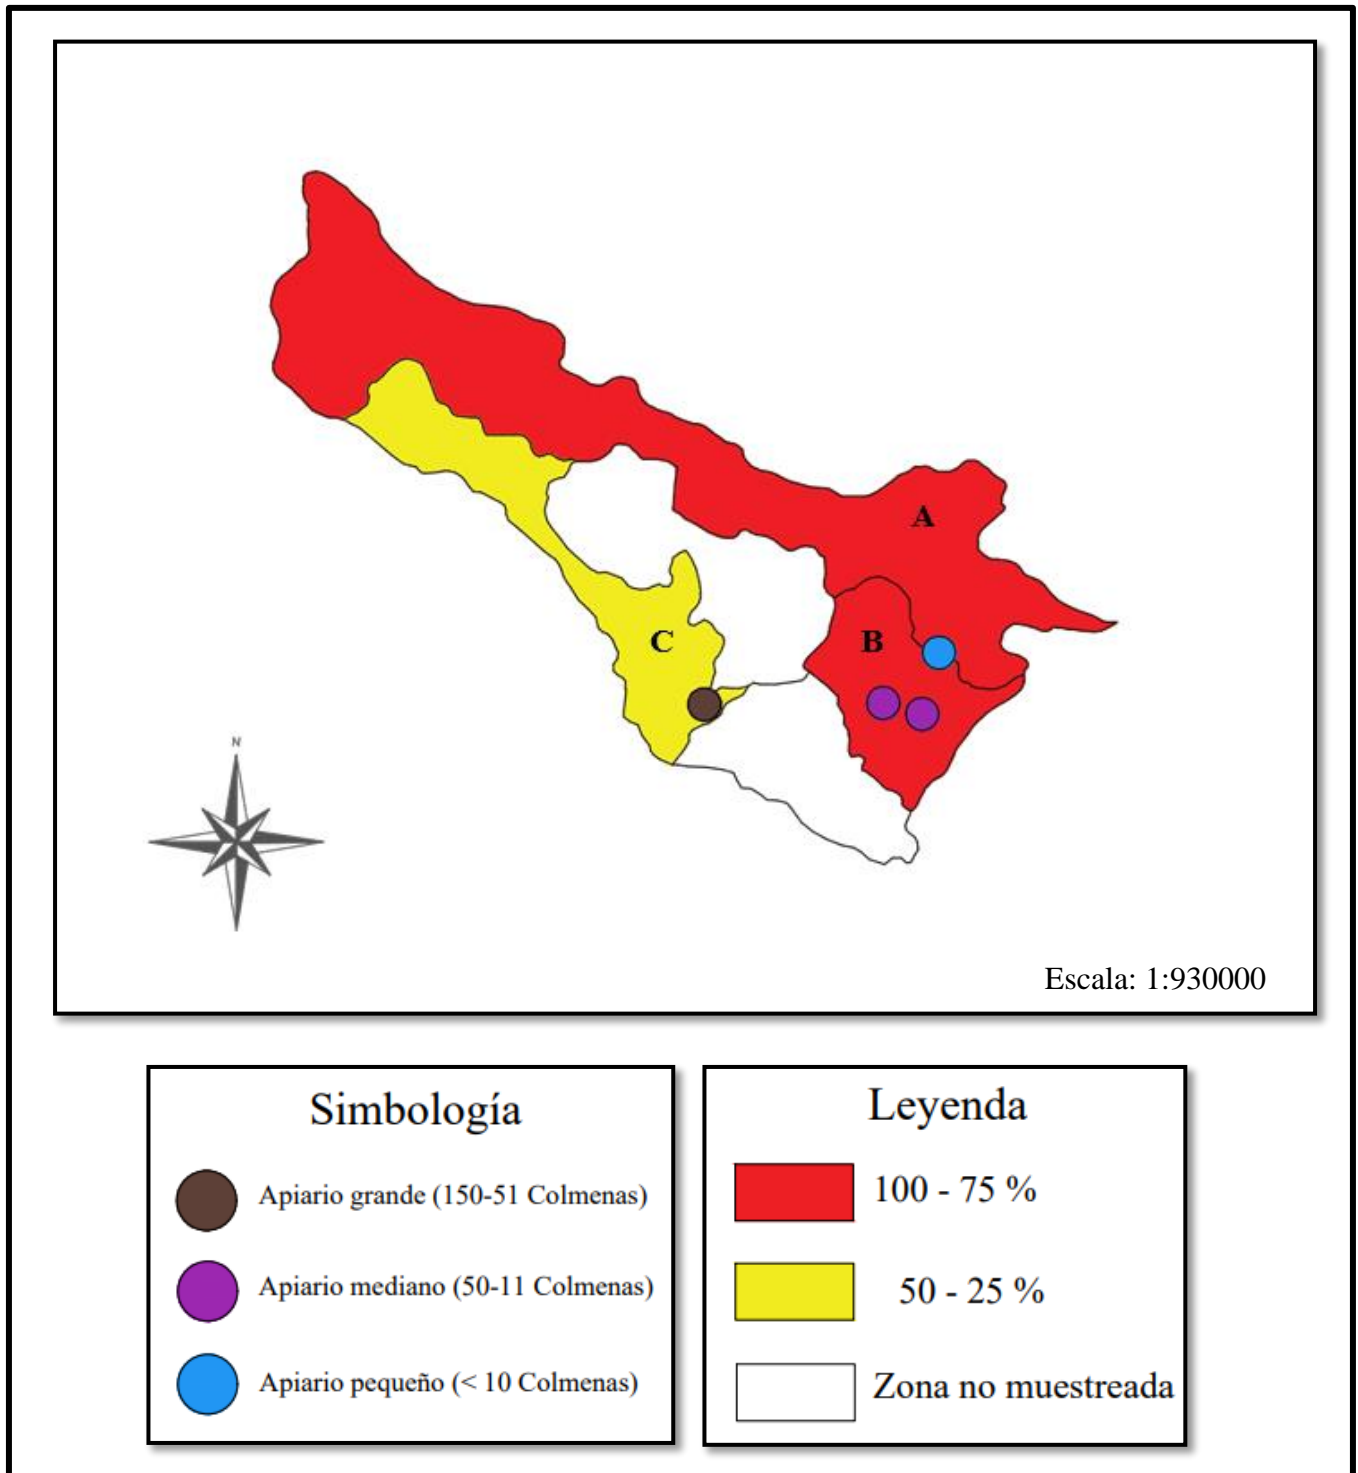 A
B
C
N
Escala: 1:930000
Simbología
Apiario grande (150-51 Colmenas)
Apiario mediano (50-11 Colmenas)
Apiario pequeño (< 10 Colmenas)
Leyenda
100 - 75 %
50 - 25 %
Zona no muestreada